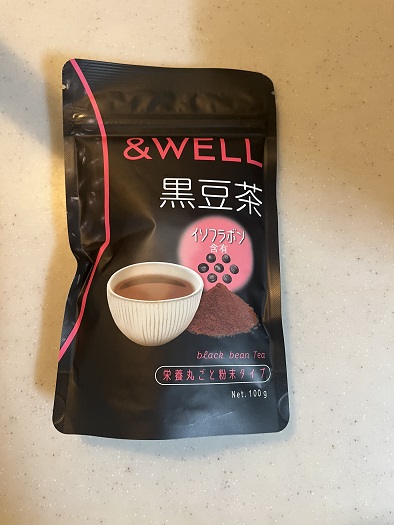 &WELL
黒豆茶
イソフラボン
含有
black bean Tea
栄養丸ごと粉末タイプ
Net. 100g